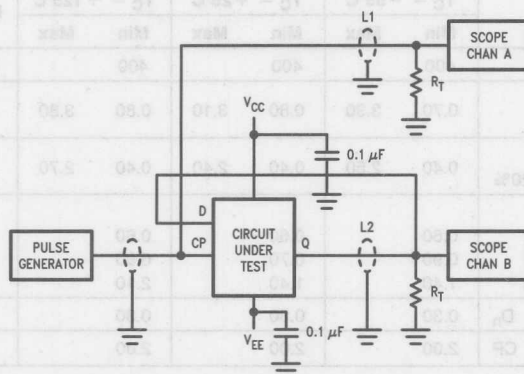 L1
SCOPE
CHAN A
R_T
V_CC
0.1 µF
D
PULSE
GENERATOR
CP
CIRCUIT
UNDER
TEST
Q
L2
SCOPE
CHAN B
R_T
V_EE
0.1 µF